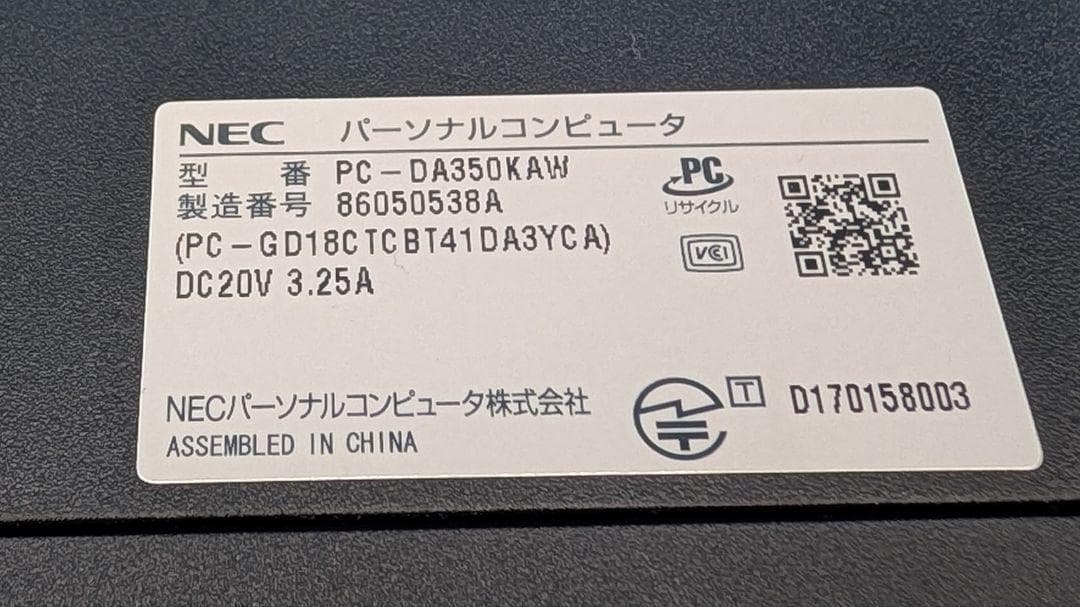 NEC パーソナルコンピュータ
型 番 PC-DA350KAW
製造番号 86050538A
(PC-GD18CTCBT41DA3YCA)
DC20V 3.25A
PC
リサイクル
VCI
NECパーソナルコンピュータ株式会社
ASSEMBLED IN CHINA
T D170158003